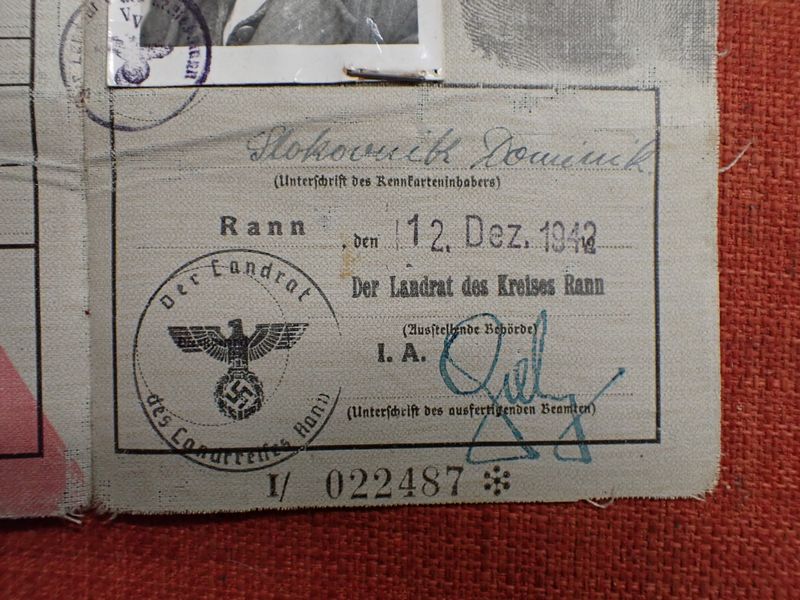 Stokovnik Dominik
(Unterschrift des Kennkarteninhabers)
Rann, den 12. Dez. 1942
Der Landrat des Kreises Rann
(Ausstellende Behörde)
I. A.
(Unterschrift des ausfertigenden Beamten)
Der Landrat
des Landkreises Rann
I/ 022487